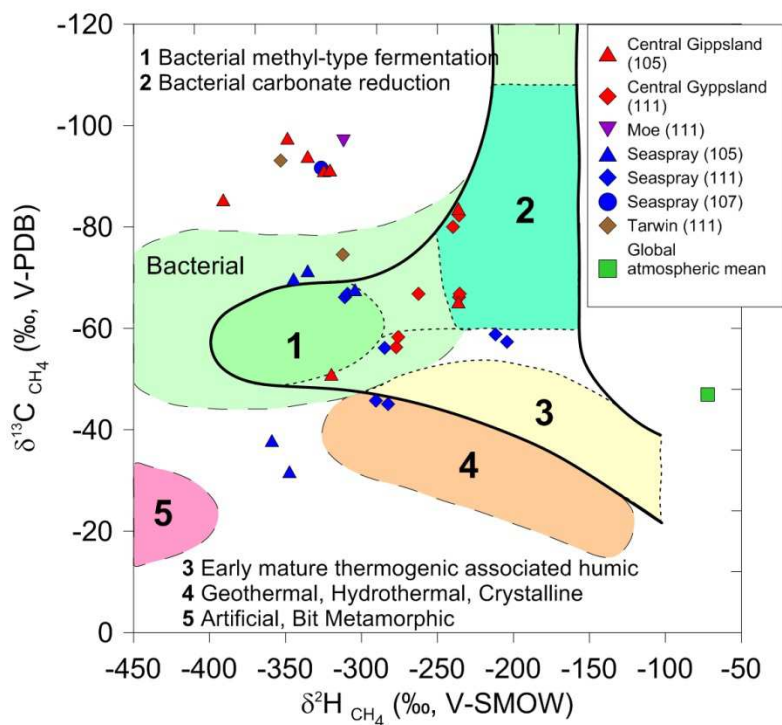 -120
-100
-80
-60
-40
-20
0
δ¹³C CH₄ (‰, V-PDB)
1 Bacterial methyl-type fermentation
2 Bacterial carbonate reduction
Bacterial
1
2
3
4
5
3 Early mature thermogenic associated humic
4 Geothermal, Hydrothermal, Crystalline
5 Artificial, Bit Metamorphic
Central Gippsland
(105)
Central Gyppsland
(111)
Moe (111)
Seaspray (105)
Seaspray (111)
Seaspray (107)
Tarwin (111)
Global
atmospheric mean
-450 -400 -350 -300 -250 -200 -150 -100 -50
δ²H CH₄ (‰, V-SMOW)